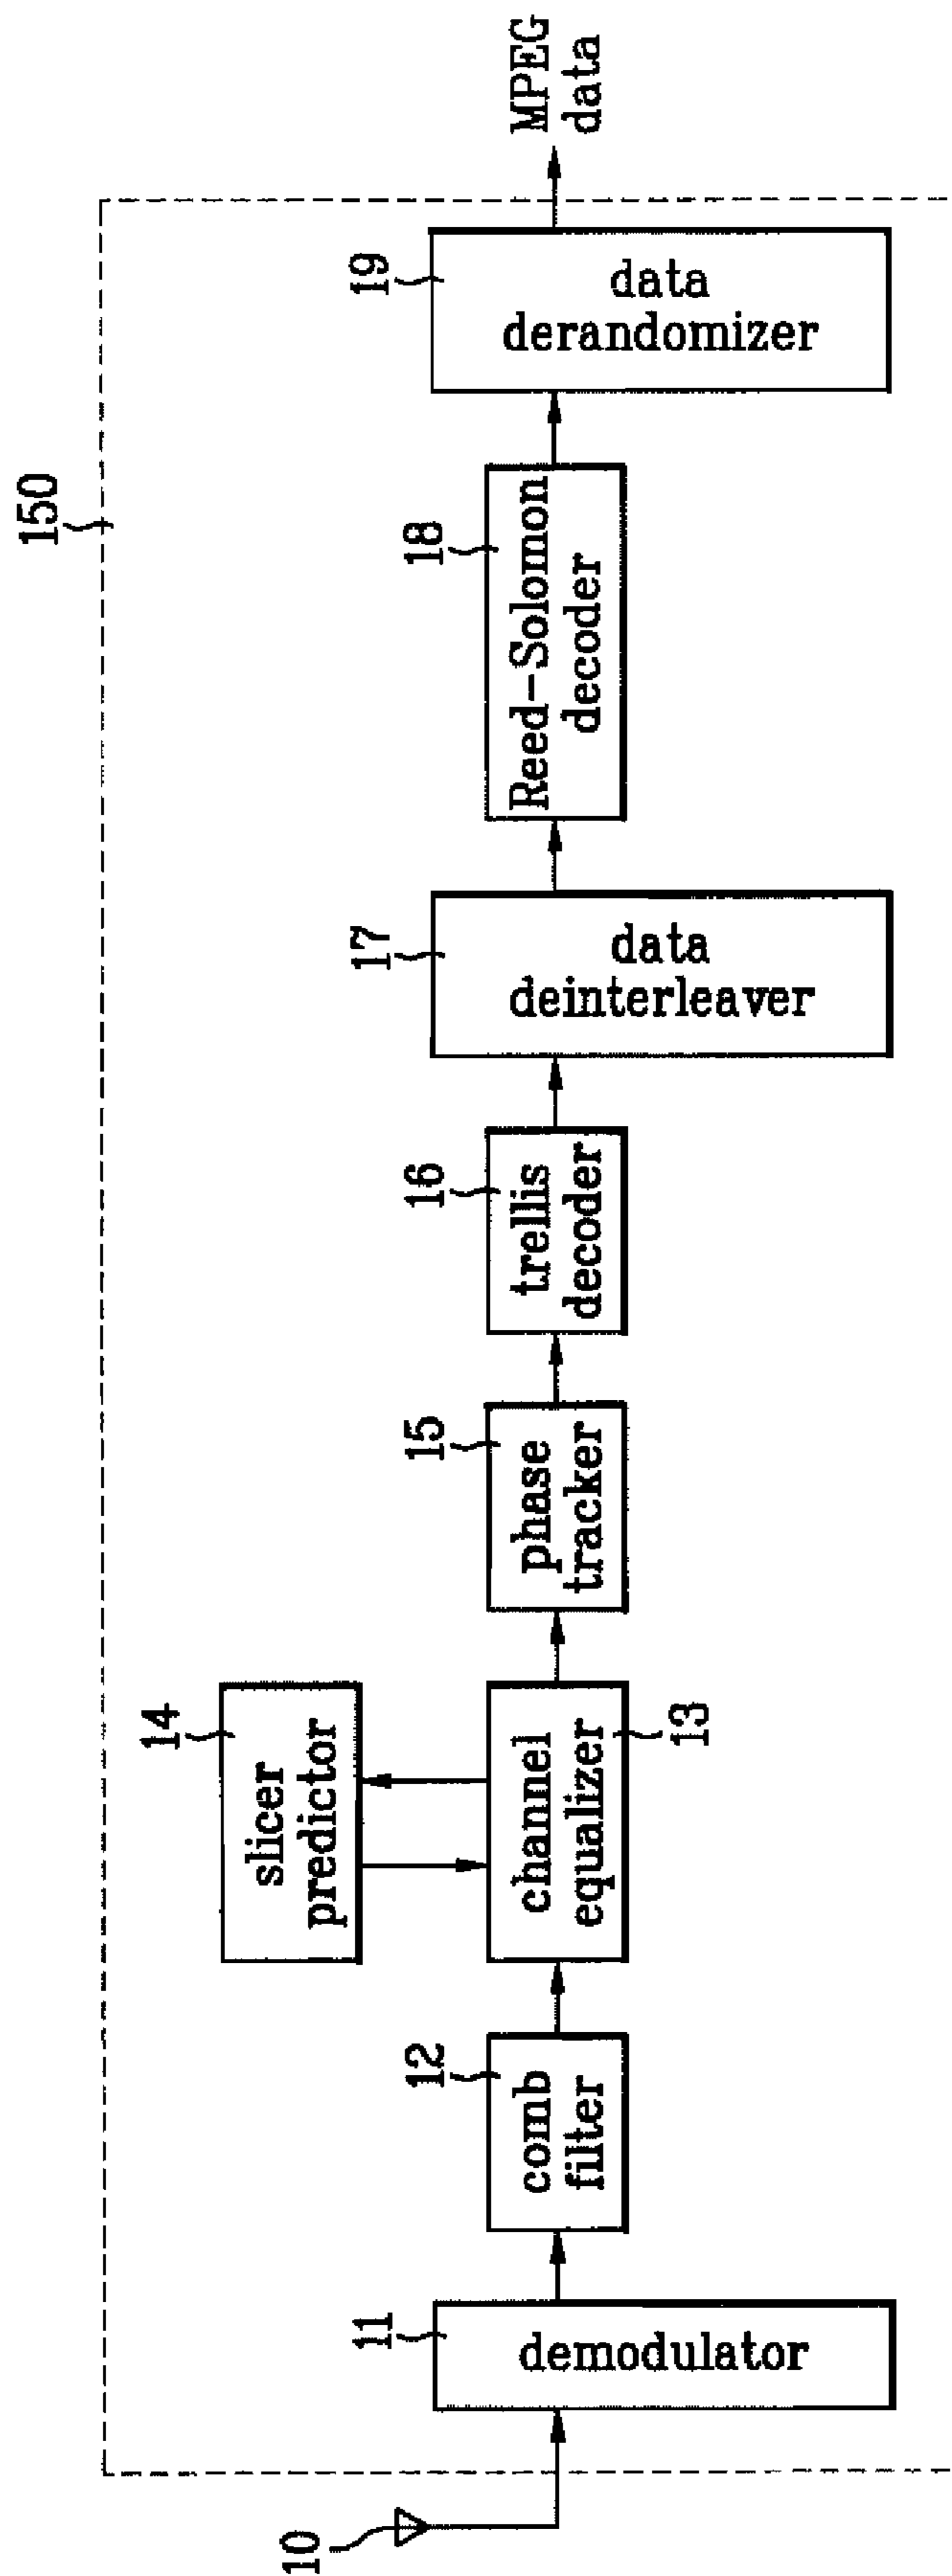 150
10
11
demodulator
12
comb
filter
14
slicer
predictor
channel
equalizer
13
15
phase
tracker
16
trellis
decoder
17
data
deinterleaver
18
Reed-Solomon
decoder
19
data
derandomizer
MPEG
data